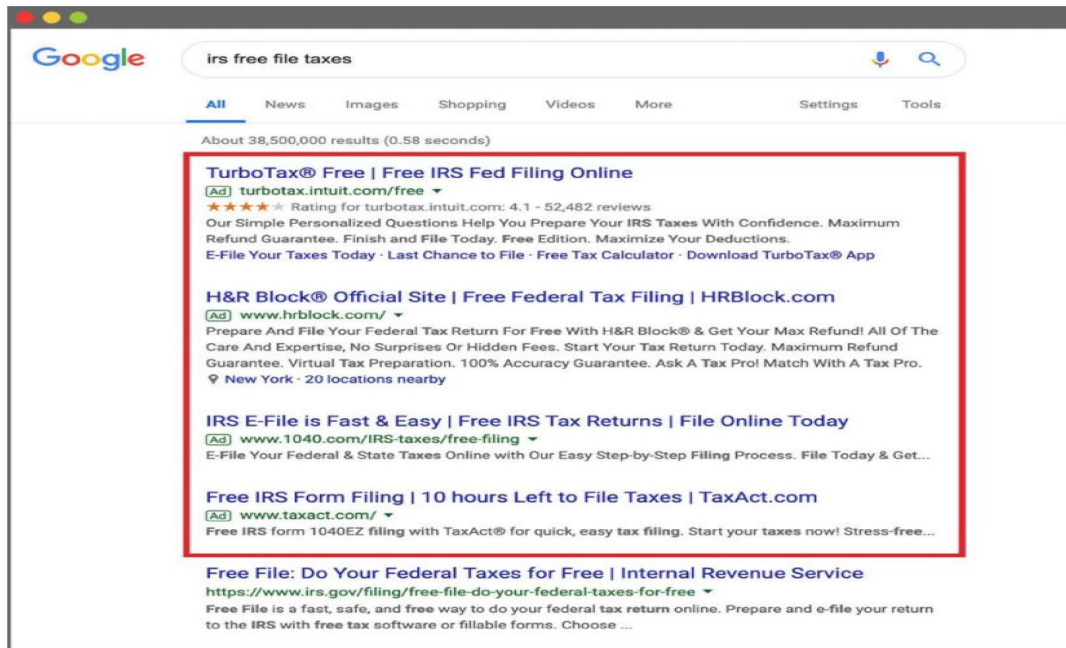 Google
irs free file taxes
All News Images Shopping Videos More Settings Tools
About 38,500,000 results (0.58 seconds)
TurboTax® Free | Free IRS Fed Filing Online
Ad turbotax.intuit.com/free
Rating for turbotax.intuit.com: 4.1 - 52,482 reviews
Our Simple Personalized Questions Help You Prepare Your IRS Taxes With Confidence. Maximum
Refund Guarantee. Finish and File Today. Free Edition. Maximize Your Deductions.
E-File Your Taxes Today · Last Chance to File · Free Tax Calculator · Download TurboTax® App
H&R Block® Official Site | Free Federal Tax Filing | HRBlock.com
Ad www.hrblock.com/
Prepare And File Your Federal Tax Return For Free With H&R Block® & Get Your Max Refund! All Of The
Care And Expertise, No Surprises Or Hidden Fees. Start Your Tax Return Today. Maximum Refund
Guarantee. Virtual Tax Preparation. 100% Accuracy Guarantee. Ask A Tax Pro! Match With A Tax Pro.
New York · 20 locations nearby
IRS E-File is Fast & Easy | Free IRS Tax Returns | File Online Today
Ad www.1040.com/IRS-taxes/free-filing
E-File Your Federal & State Taxes Online with Our Easy Step-by-Step Filing Process. File Today & Get...
Free IRS Form Filing | 10 hours Left to File Taxes | TaxAct.com
Ad www.taxact.com/
Free IRS form 1040EZ filing with TaxAct® for quick, easy tax filing. Start your taxes now! Stress-free...
Free File: Do Your Federal Taxes for Free | Internal Revenue Service
https://www.irs.gov/filing/free-file-do-your-federal-taxes-for-free
Free File is a fast, safe, and free way to do your federal tax return online. Prepare and e-file your return
to the IRS with free tax software or fillable forms. Choose ...